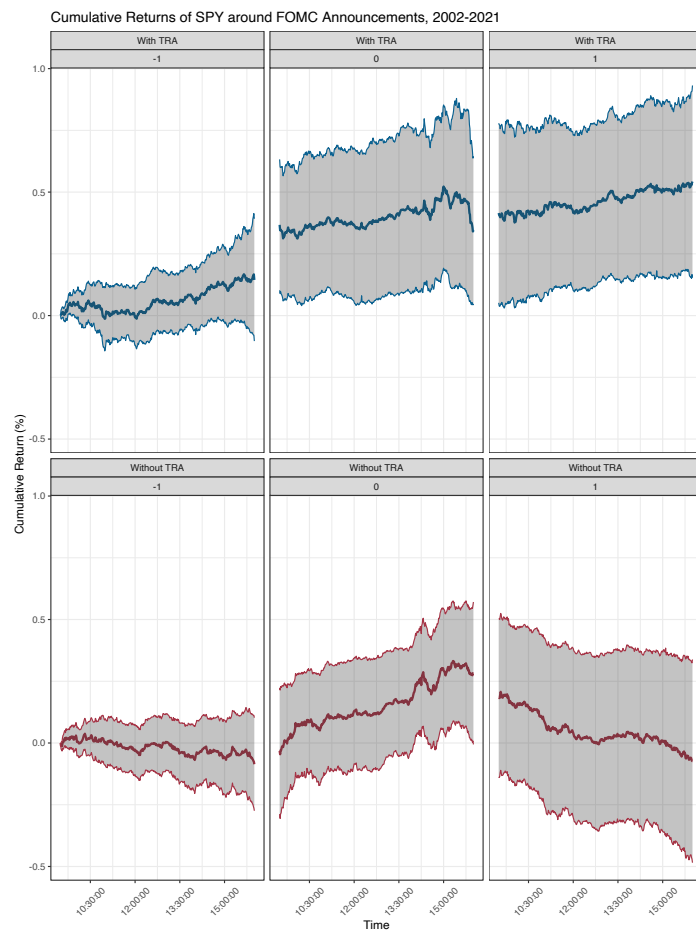 Cumulative Returns of SPY around FOMC Announcements, 2002-2021
With TRA With TRA With TRA
-1 0 1
1.0
0.5
0.0
-0.5
Cumulative Return (%)
Without TRA Without TRA Without TRA
-1 0 1
1.0
0.5
0.0
-0.5
10:30:00 12:00:00 13:30:00 15:00:00 10:30:00 12:00:00 13:30:00 15:00:00 10:30:00 12:00:00 13:30:00 15:00:00
Time